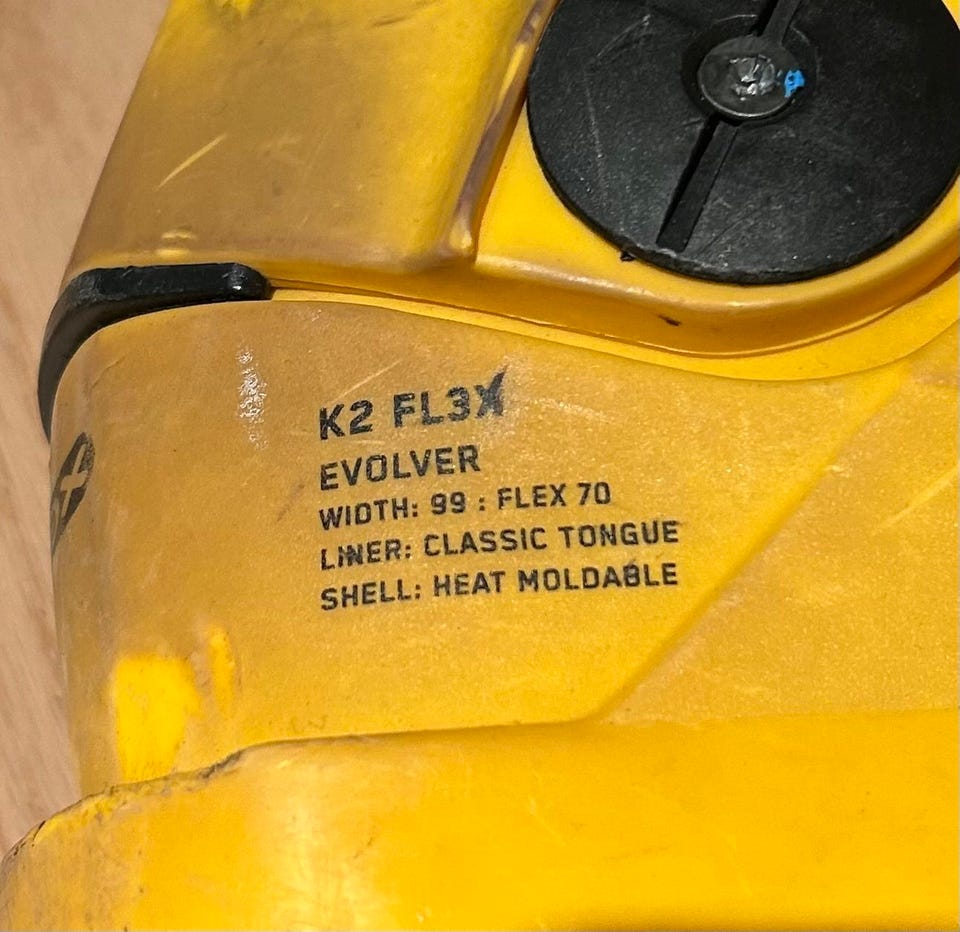 K2 FL3X
EVOLVER
WIDTH: 99 : FLEX 70
LINER: CLASSIC TONGUE
SHELL: HEAT MOLDABLE